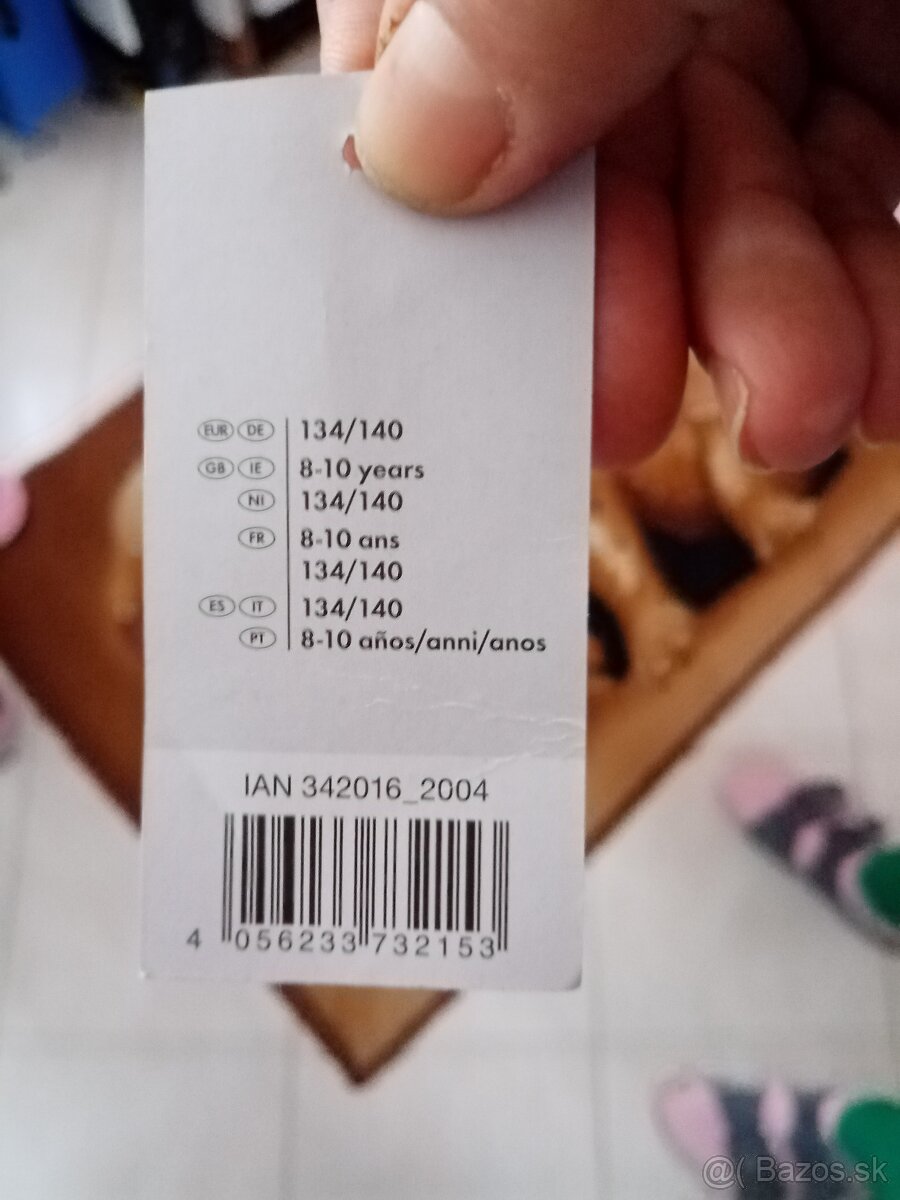 EUR DE 134/140
GB IE 8-10 years
NI 134/140
FR 8-10 ans
134/140
ES IT 134/140
PT 8-10 años/anni/anos
IAN 342016_2004
4 056233 732153
@( Bazos.sk